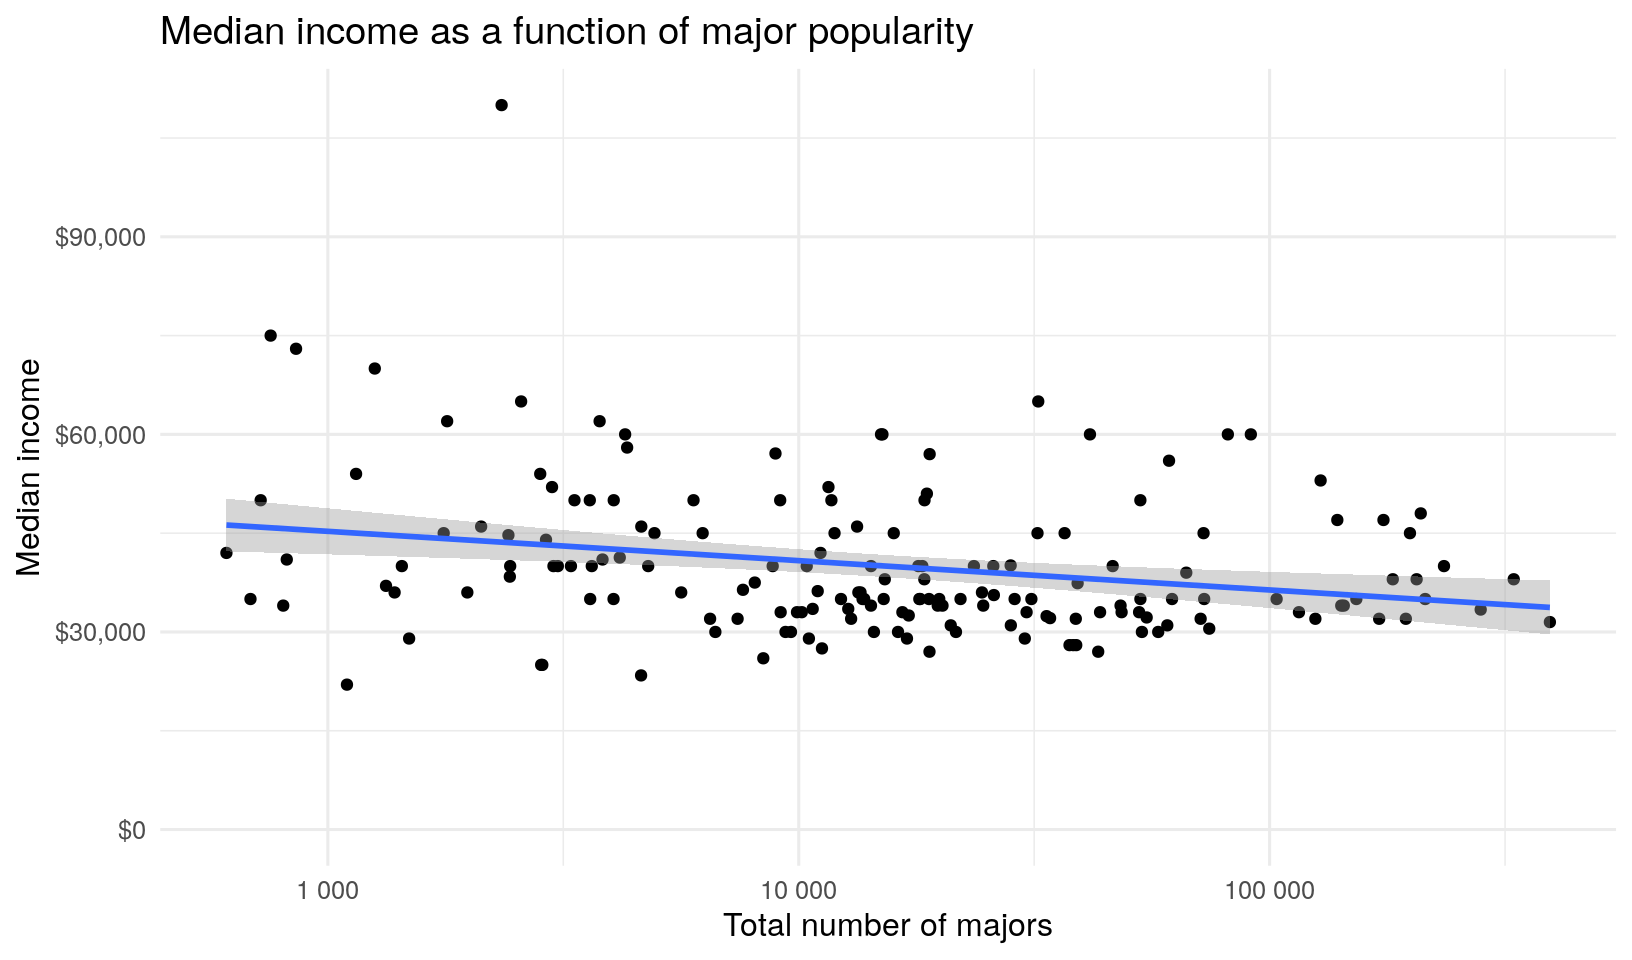 Median income as a function of major popularity
$90,000
$60,000
$30,000
$0
Median income
1 000
10 000
100 000
Total number of majors